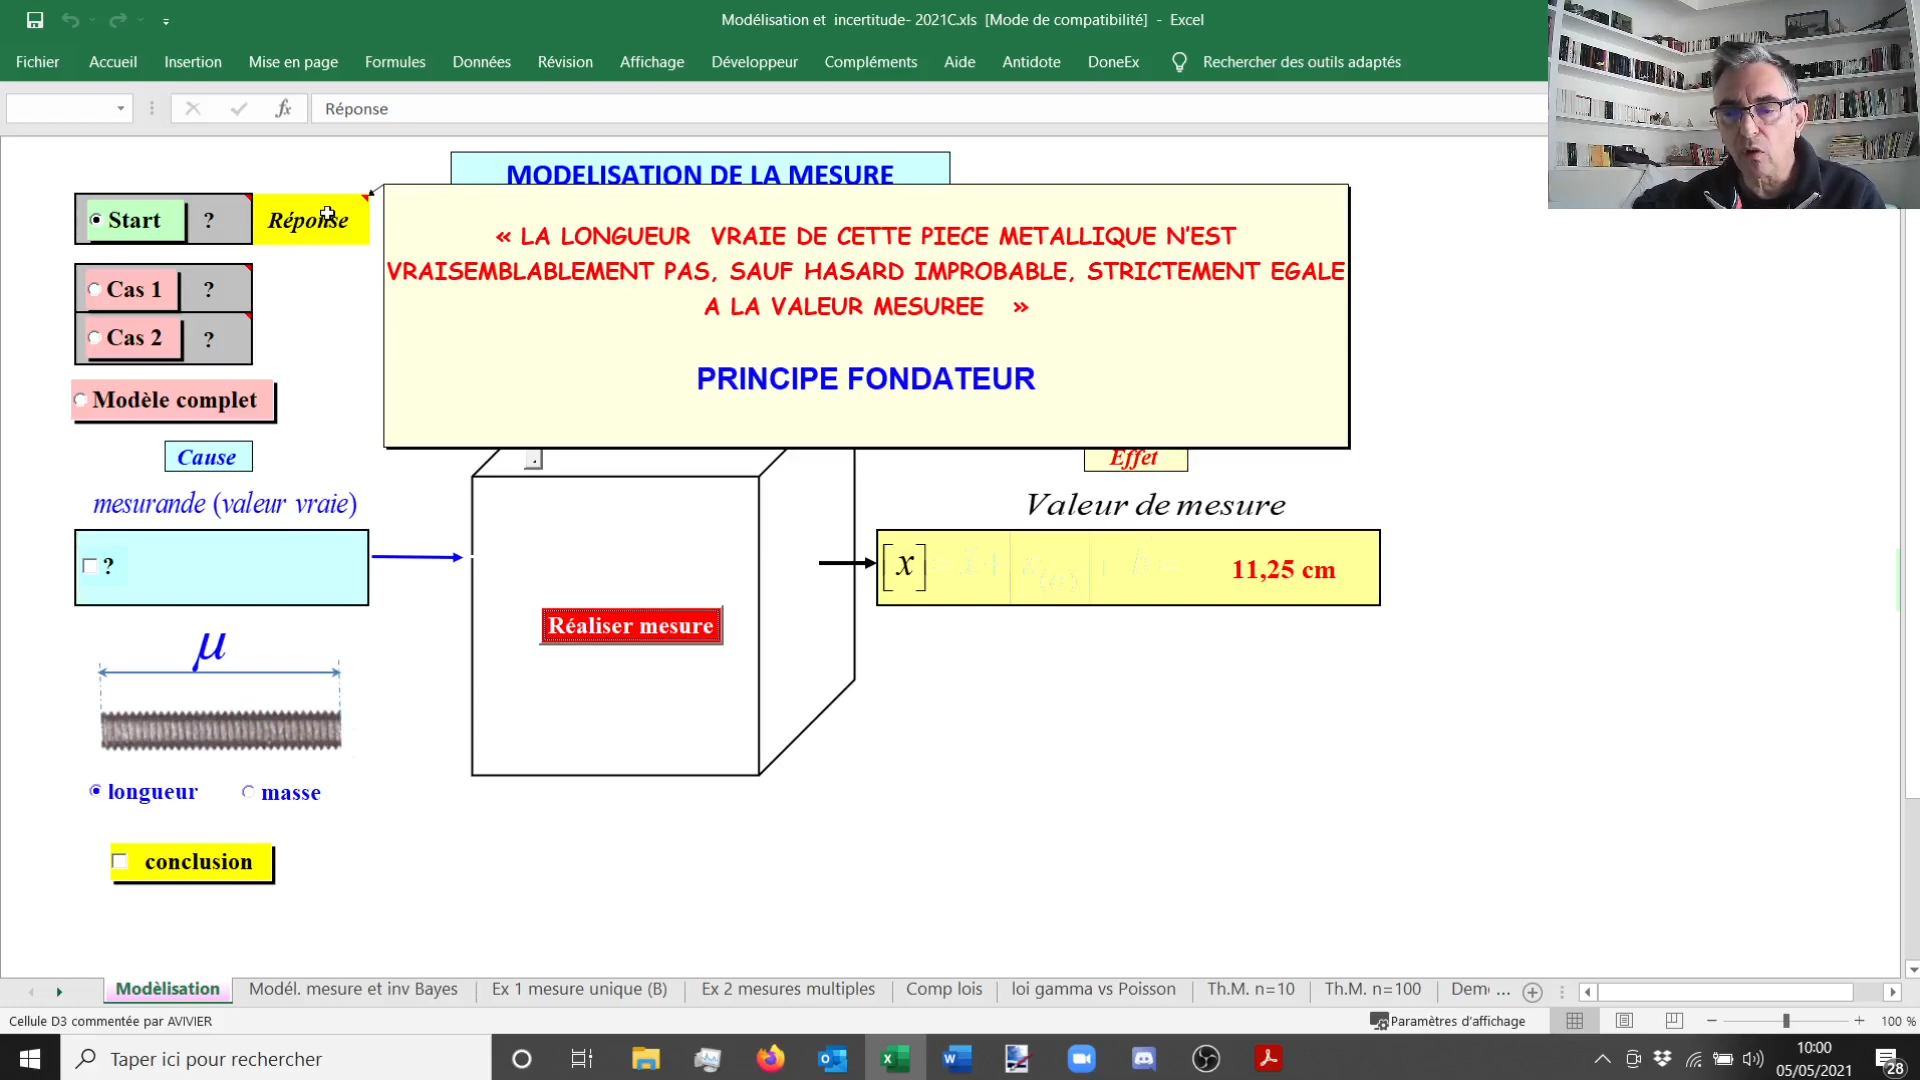 Modélisation et  incertitude- 2021C.xls  [Mode de compatibilité]  -  Excel
Fichier Accueil Insertion Mise en page Formules Données Révision Affichage Développeur Compléments Aide Antidote DoneEx Rechercher des outils adaptés
fx Réponse
MODELISATION DE LA MESURE
Start ? Réponse
« LA LONGUEUR VRAIE DE CETTE PIECE METALLIQUE N'EST
VRAISEMBLABLEMENT PAS, SAUF HASARD IMPROBABLE, STRICTEMENT EGALE
A LA VALEUR MESUREE »
PRINCIPE FONDATEUR
Cas 1 ?
Cas 2 ?
Modèle complet
Cause
Effet
mesurande (valeur vraie)
Valeur de mesure
?
[x] 11,25 cm
Réaliser mesure
μ
longueur masse
conclusion
Modèlisation Modél. mesure et inv Bayes Ex 1 mesure unique (B) Ex 2 mesures multiples Comp lois loi gamma vs Poisson Th.M. n=10 Th.M. n=100 Dem ...
Cellule D3 commentée par AVIVIER Paramètres d'affichage 100 %
Taper ici pour rechercher
10:00
05/05/2021
28